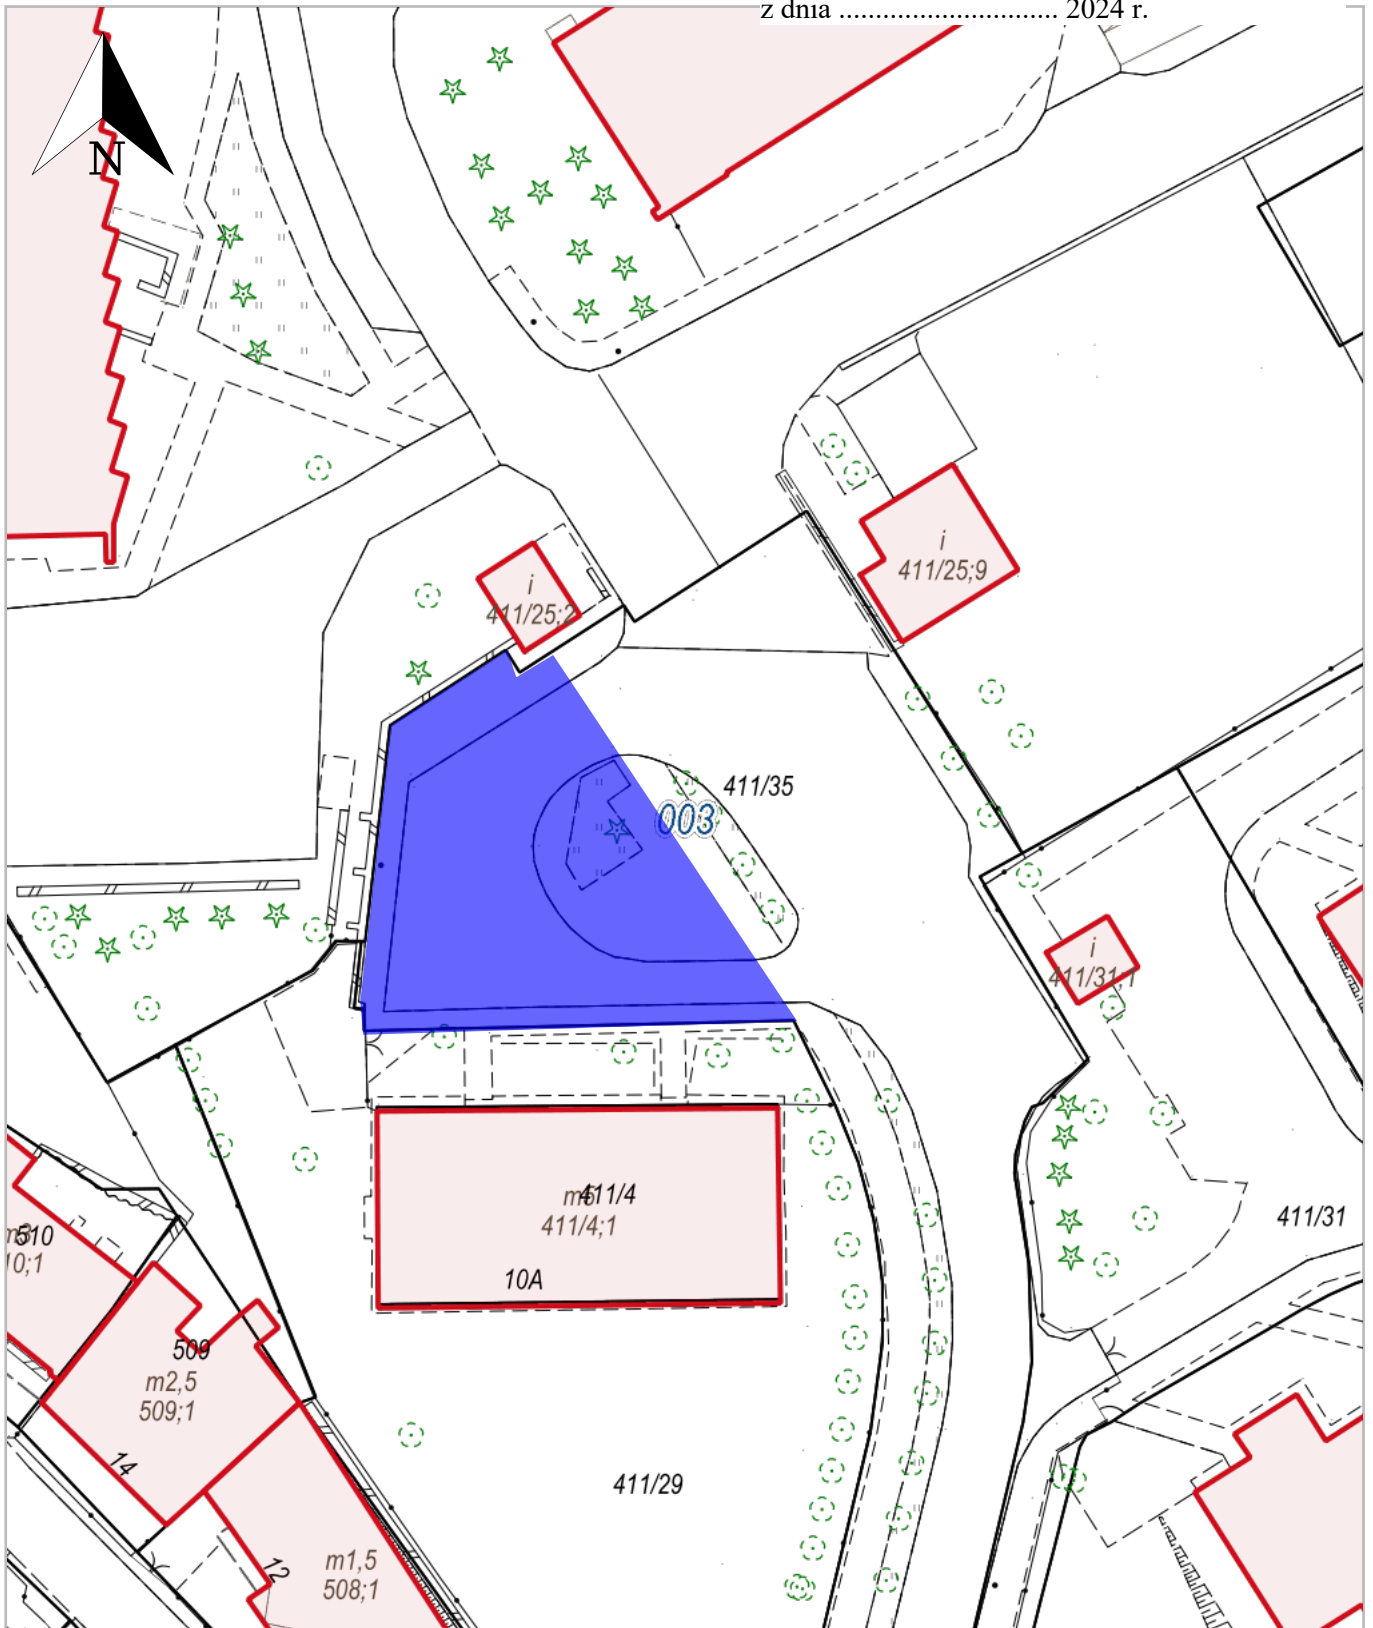 z dnia .............................. 2024 r.
N
i
411/25;9
i
411/25;2
411/35
003
i
411/31;1
411/4
411/4;1
10A
411/31
510
10;1
509
m2,5
509;1
14
411/29
12
m1,5
508;1